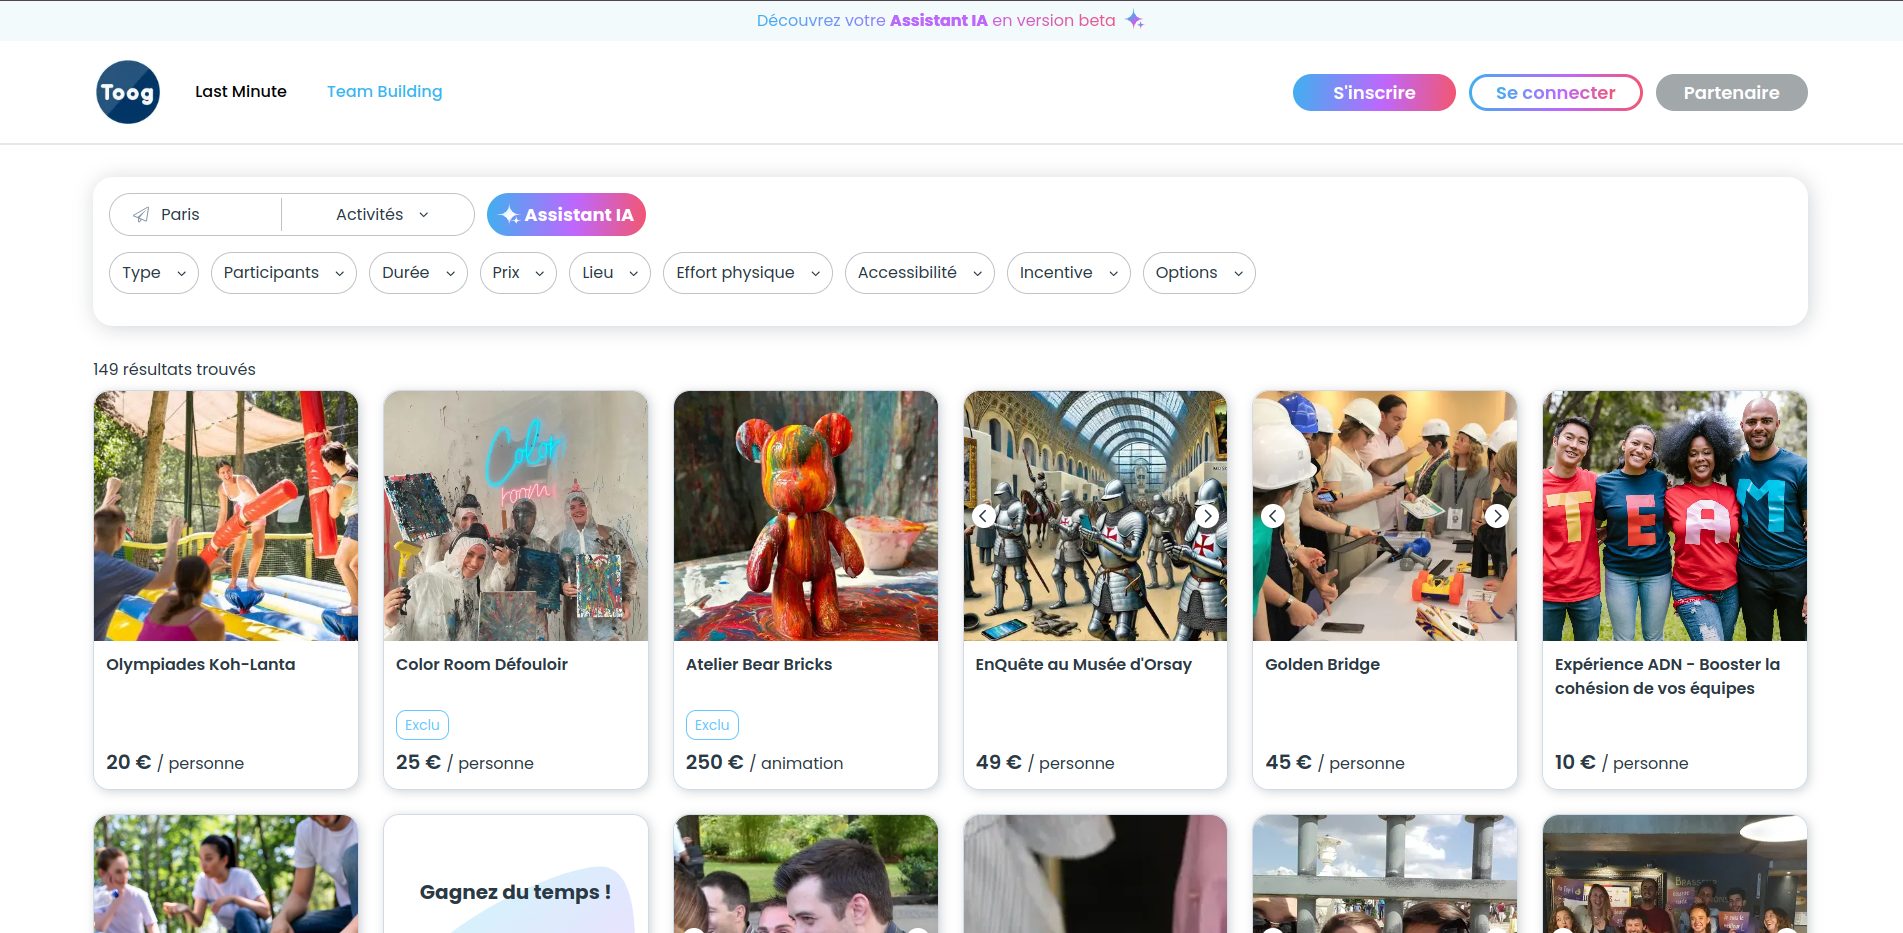 Découvrez votre Assistant IA en version beta
Toog
Last Minute
Team Building
S'inscrire
Se connecter
Partenaire
Paris
Activités
Assistant IA
Type
Participants
Durée
Prix
Lieu
Effort physique
Accessibilité
Incentive
Options
149 résultats trouvés
Color
room
TEAM
Olympiades Koh-Lanta
20 € / personne
Color Room Défouloir
Exclu
25 € / personne
Atelier Bear Bricks
Exclu
250 € / animation
EnQuête au Musée d'Orsay
49 € / personne
Golden Bridge
45 € / personne
Expérience ADN - Booster la
cohésion de vos équipes
10 € / personne
Gagnez du temps !